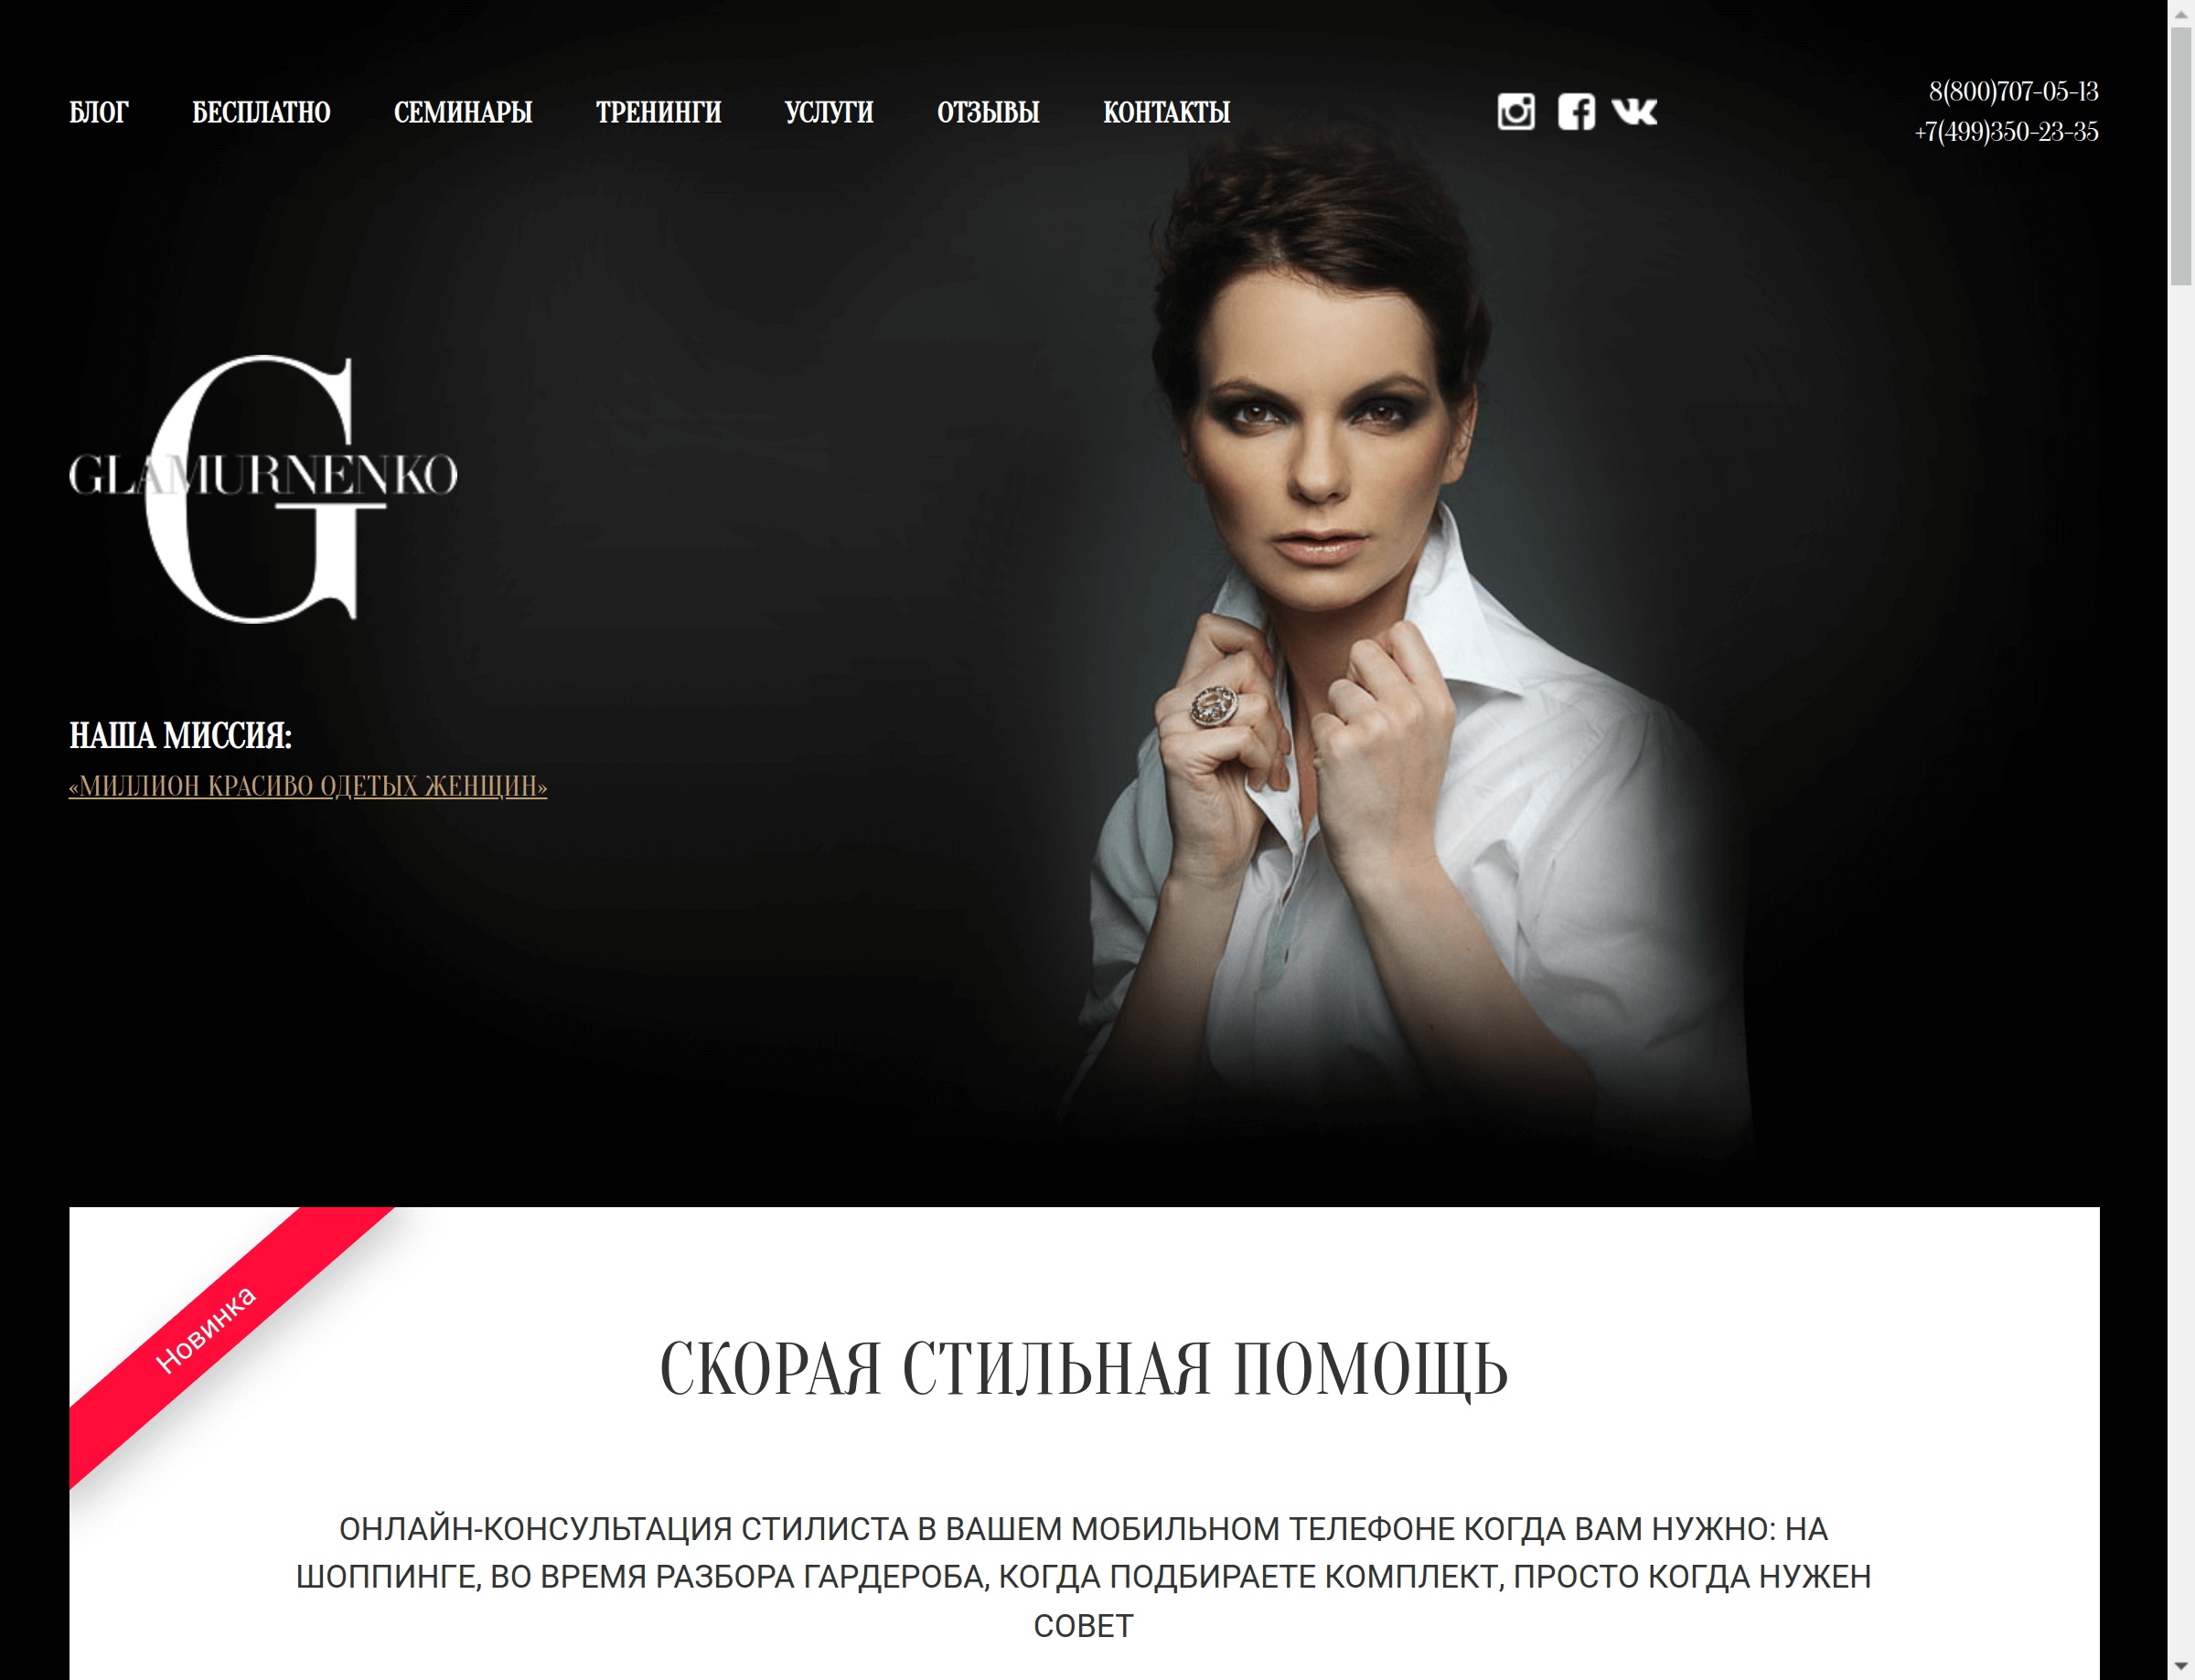 БЛОГ БЕСПЛАТНО СЕМИНАРЫ ТРЕНИНГИ УСЛУГИ ОТЗЫВЫ КОНТАКТЫ
8(800)707-05-13
+7(499)350-23-35
G
GLAMURNENKO
НАША МИССИЯ:
«МИЛЛИОН КРАСИВО ОДЕТЫХ ЖЕНЩИН»
Новинка
СКОРАЯ СТИЛЬНАЯ ПОМОЩЬ
ОНЛАЙН-КОНСУЛЬТАЦИЯ СТИЛИСТА В ВАШЕМ МОБИЛЬНОМ ТЕЛЕФОНЕ КОГДА ВАМ НУЖНО: НА
ШОППИНГЕ, ВО ВРЕМЯ РАЗБОРА ГАРДЕРОБА, КОГДА ПОДБИРАЕТЕ КОМПЛЕКТ, ПРОСТО КОГДА НУЖЕН
СОВЕТ